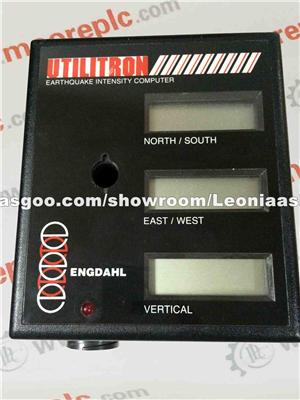 UTILITRON
EARTHQUAKE INTENSITY COMPUTER
NORTH / SOUTH
asgoo.com/showroom/Leoniaas
EAST / WEST
ENGDAHL
VERTICAL